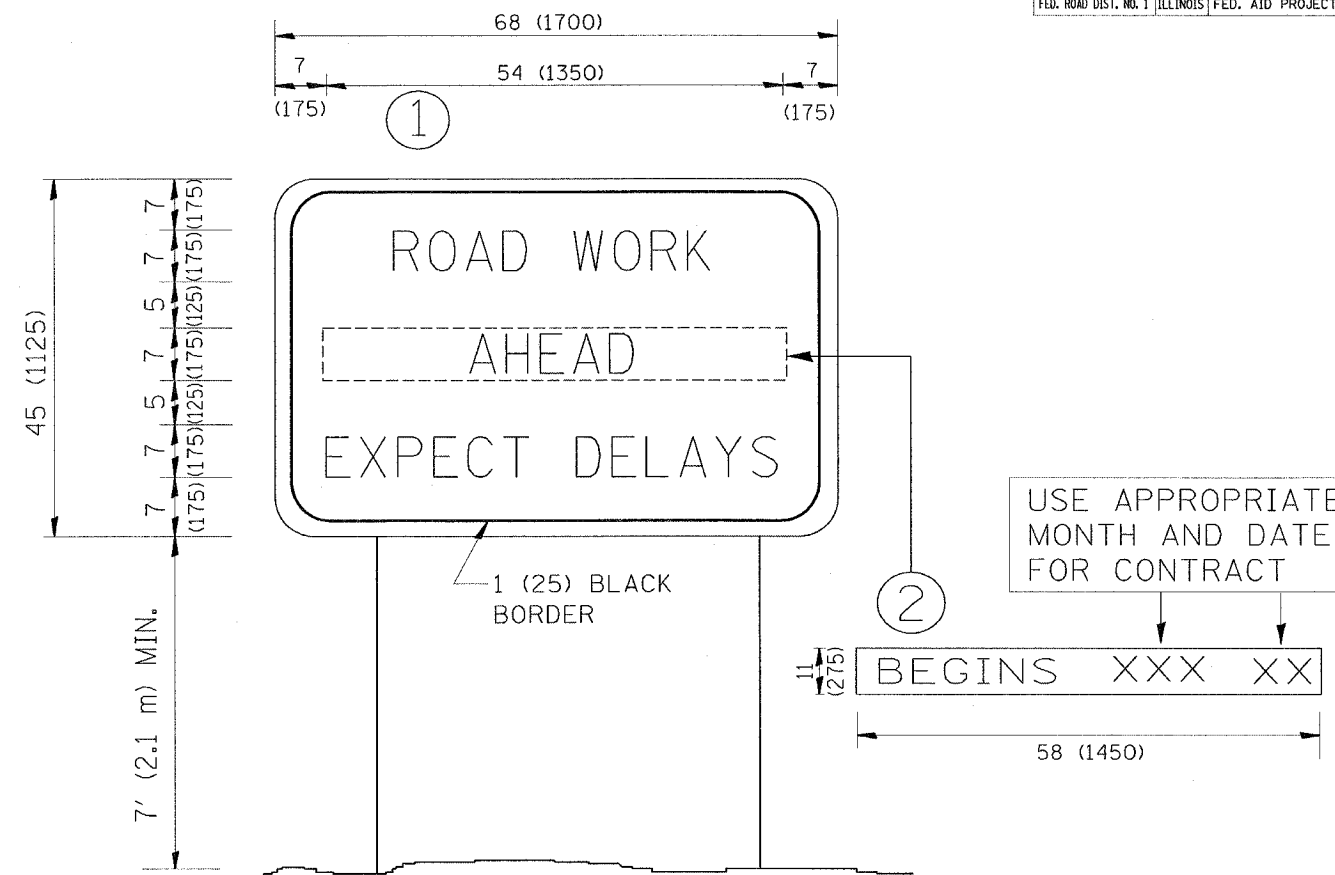 FED. ROAD DIST. NO. 1 ILLINOIS FED. AID PROJECT
68 (1700)
7 54 (1350) 7
(175) (175)
1
45 (1125)
7 (175)
7 (175)
5 (125)
7 (175)
5 (125)
7 (175)
7 (175)
7' (2.1 m) MIN.
ROAD WORK
AHEAD
EXPECT DELAYS
1 (25) BLACK
BORDER
2
USE APPROPRIATE
MONTH AND DATE
FOR CONTRACT
11
(275)
BEGINS XXX XX
58 (1450)